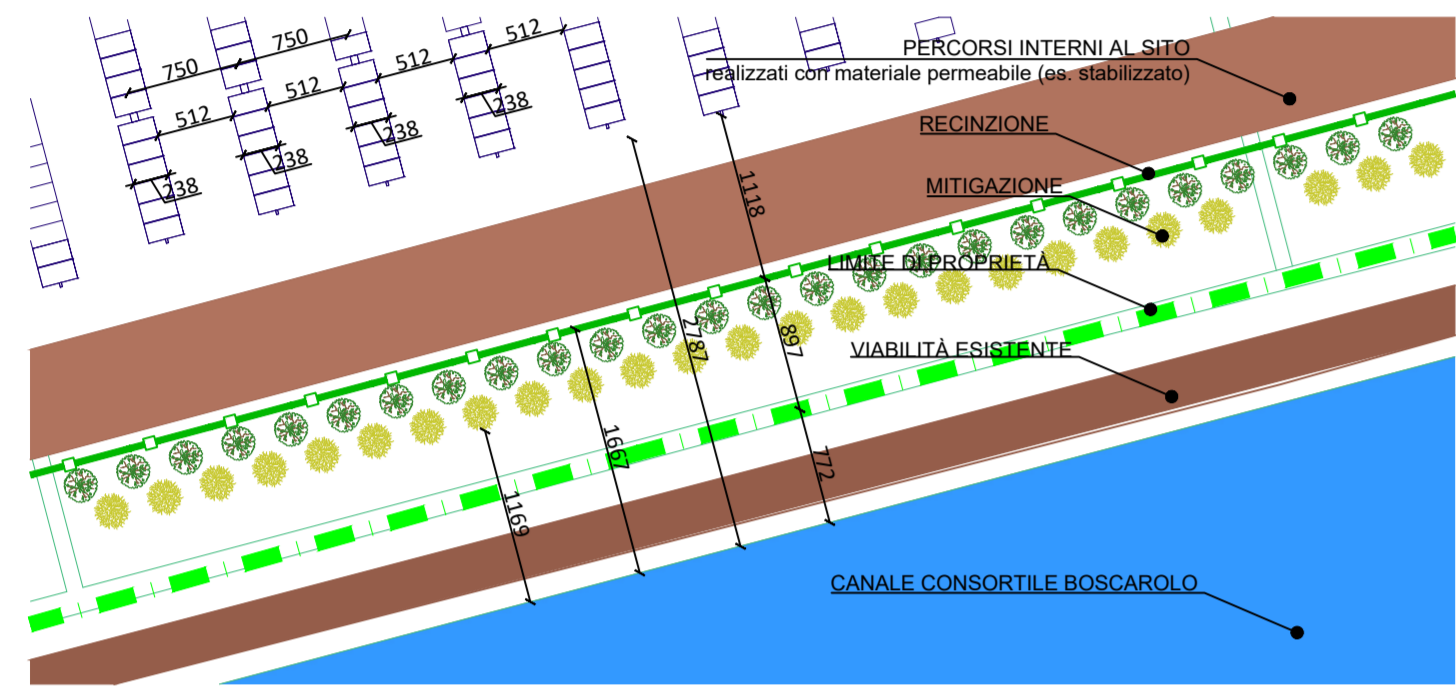 750
750
512
512
512
512
238
238
238
238
PERCORSI INTERNI AL SITO
realizzati con materiale permeabile (es. stabilizzato)
RECINZIONE
MITIGAZIONE
LIMITE DI PROPRIETÀ
VIABILITÀ ESISTENTE
CANALE CONSORTILE BOSCAROLO
1118
2787
897
1667
772
1169